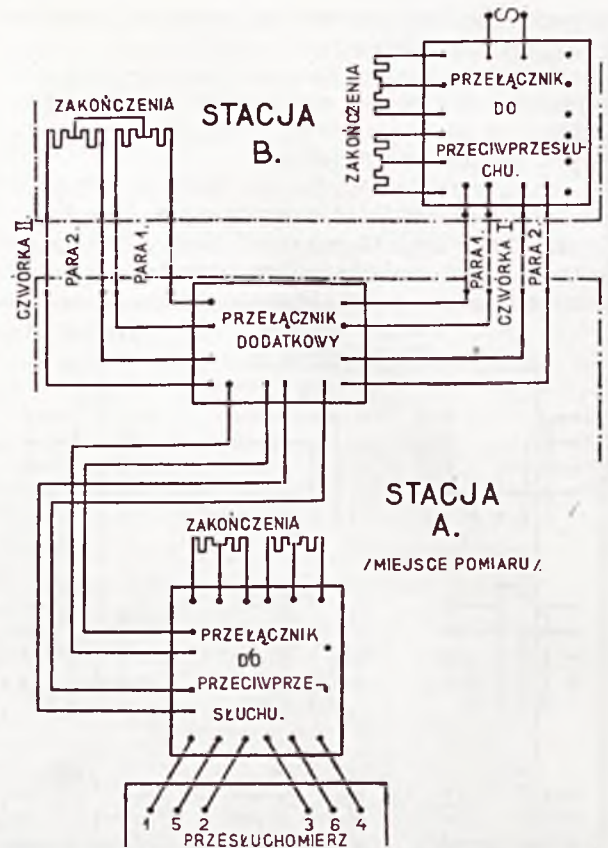 S
PRZEŁĄCZNIK
DO
PRZECIWPRZESŁU-
CHU.
ZAKOŃCZENIA
ZAKOŃCZENIA
STACJA
B.
CZWÓRKA II.
PARA 2.
PARA 1.
PARA 1.
CZWÓRKA I
PARA 2.
PRZEŁĄCZNIK
DODATKOWY
STACJA
A.
/MIEJSCE POMIARU/.
ZAKOŃCZENIA
PRZEŁĄCZNIK
DO
PRZECIWPRZE-
SŁUCHU.
1 5 2 3 6 4
PRZESŁUCHOMIERZ